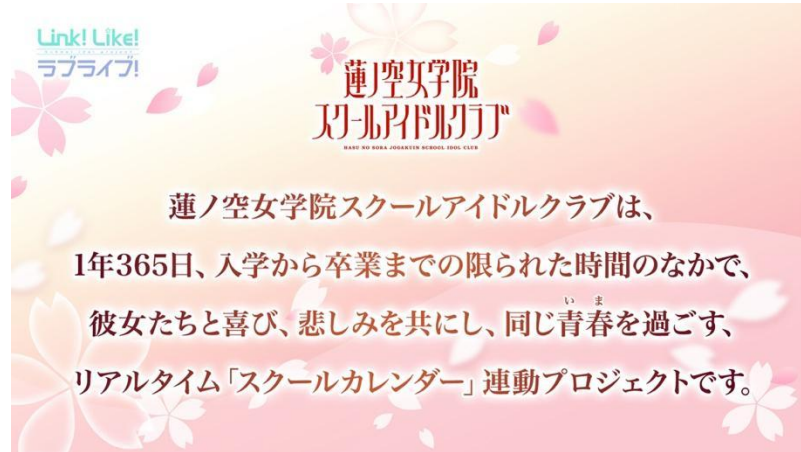 Link! Like!
ラブライブ!
蓮ノ空女学院
スクールアイドルクラブ
HASU NO SORA JOGAKUIN SCHOOL IDOL CLUB
蓮ノ空女学院スクールアイドルクラブは、
1年365日、入学から卒業までの限られた時間のなかで、
いま
彼女たちと喜び、悲しみを共にし、同じ青春を過ごす、
リアルタイム「スクールカレンダー」連動プロジェクトです。